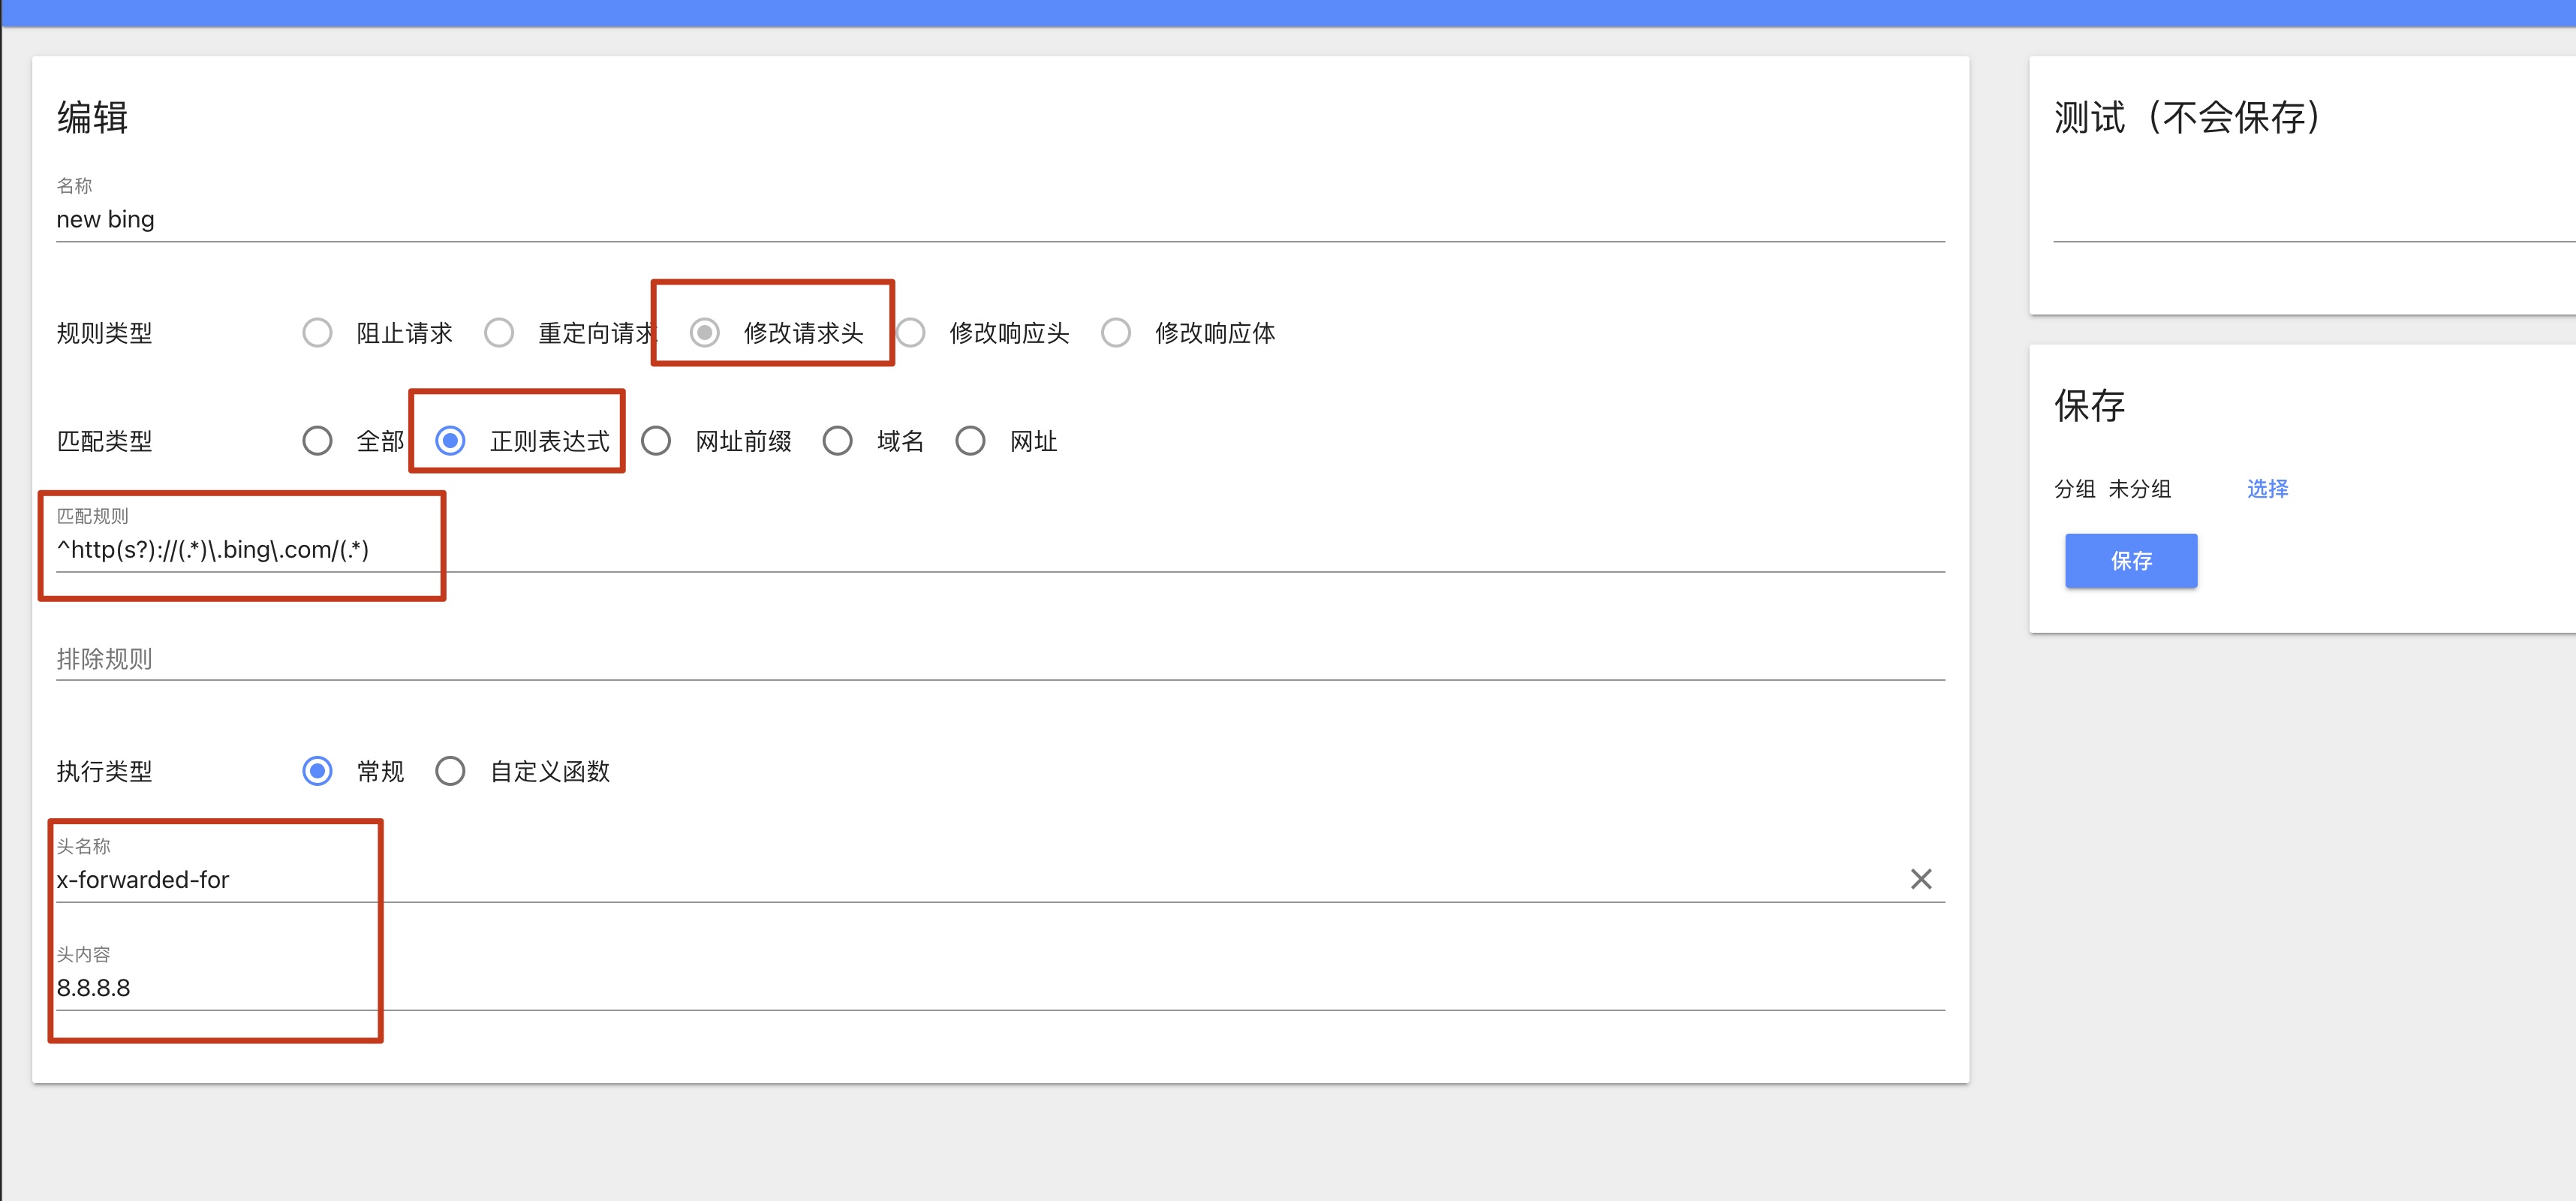 编辑
名称
new bing
规则类型 阻止请求 重定向请求 修改请求头 修改响应头 修改响应体
匹配类型 全部 正则表达式 网址前缀 域名 网址
匹配规则
^http(s?)://(.*)\.bing\.com/(.*)
排除规则
执行类型 常规 自定义函数
头名称
x-forwarded-for
头内容
8.8.8.8
测试（不会保存）
保存
分组 未分组 选择
保存